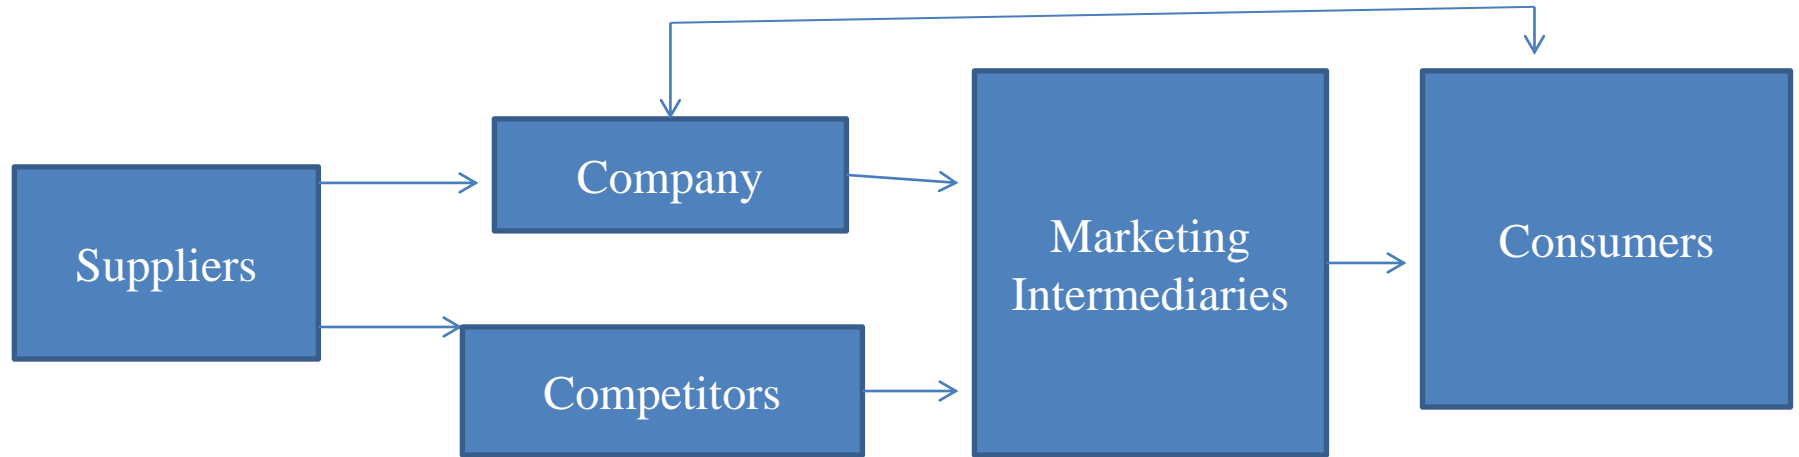 Company
Suppliers
Marketing
Intermediaries
Consumers
Competitors